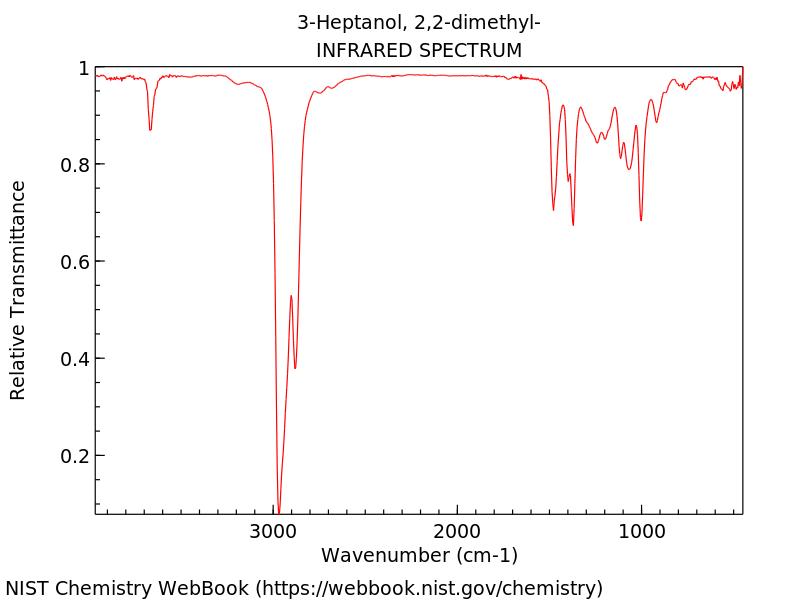 3-Heptanol, 2,2-dimethyl-
INFRARED SPECTRUM
1
0.8
0.6
0.4
0.2
Relative Transmittance
3000 2000 1000
Wavenumber (cm-1)
NIST Chemistry WebBook (https://webbook.nist.gov/chemistry)